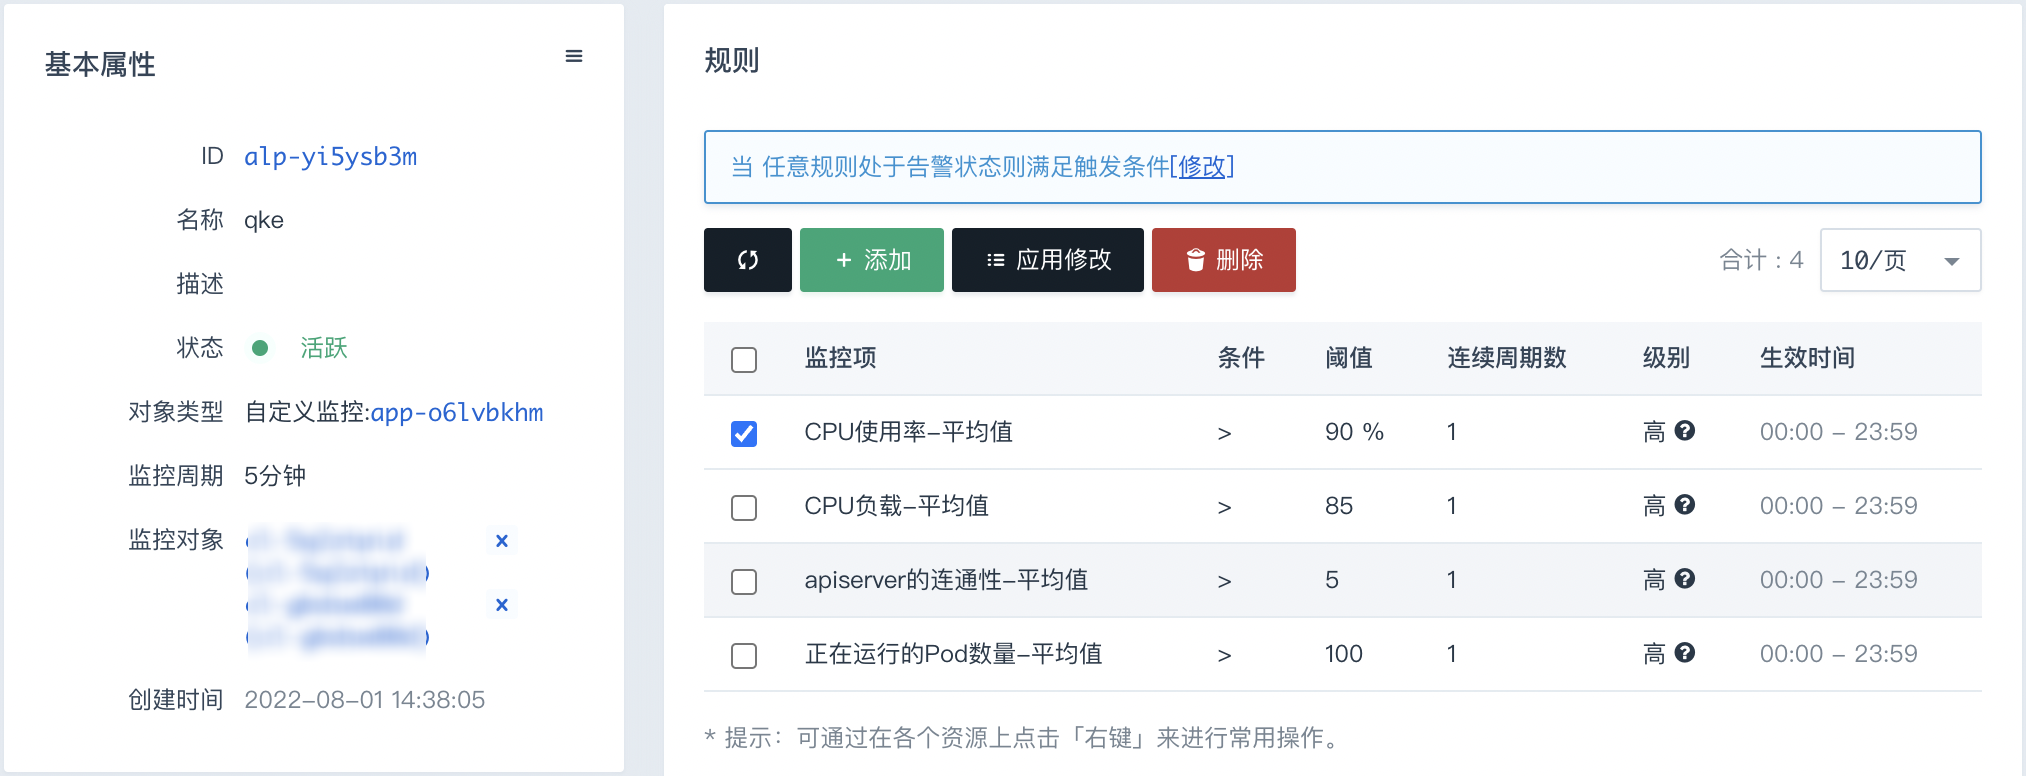 基本属性
ID alp-yi5ysb3m
名称 qke
描述
状态 活跃
对象类型 自定义监控:app-o6lvbkhm
监控周期 5分钟
监控对象
创建时间 2022-08-01 14:38:05
规则
当 任意规则处于告警状态则满足触发条件[修改]
+ 添加 应用修改 删除 合计：4 10/页
监控项 条件 阈值 连续周期数 级别 生效时间
CPU使用率-平均值 > 90 % 1 高 00:00 - 23:59
CPU负载-平均值 > 85 1 高 00:00 - 23:59
apiserver的连通性-平均值 > 5 1 高 00:00 - 23:59
正在运行的Pod数量-平均值 > 100 1 高 00:00 - 23:59
* 提示：可通过在各个资源上点击「右键」来进行常用操作。